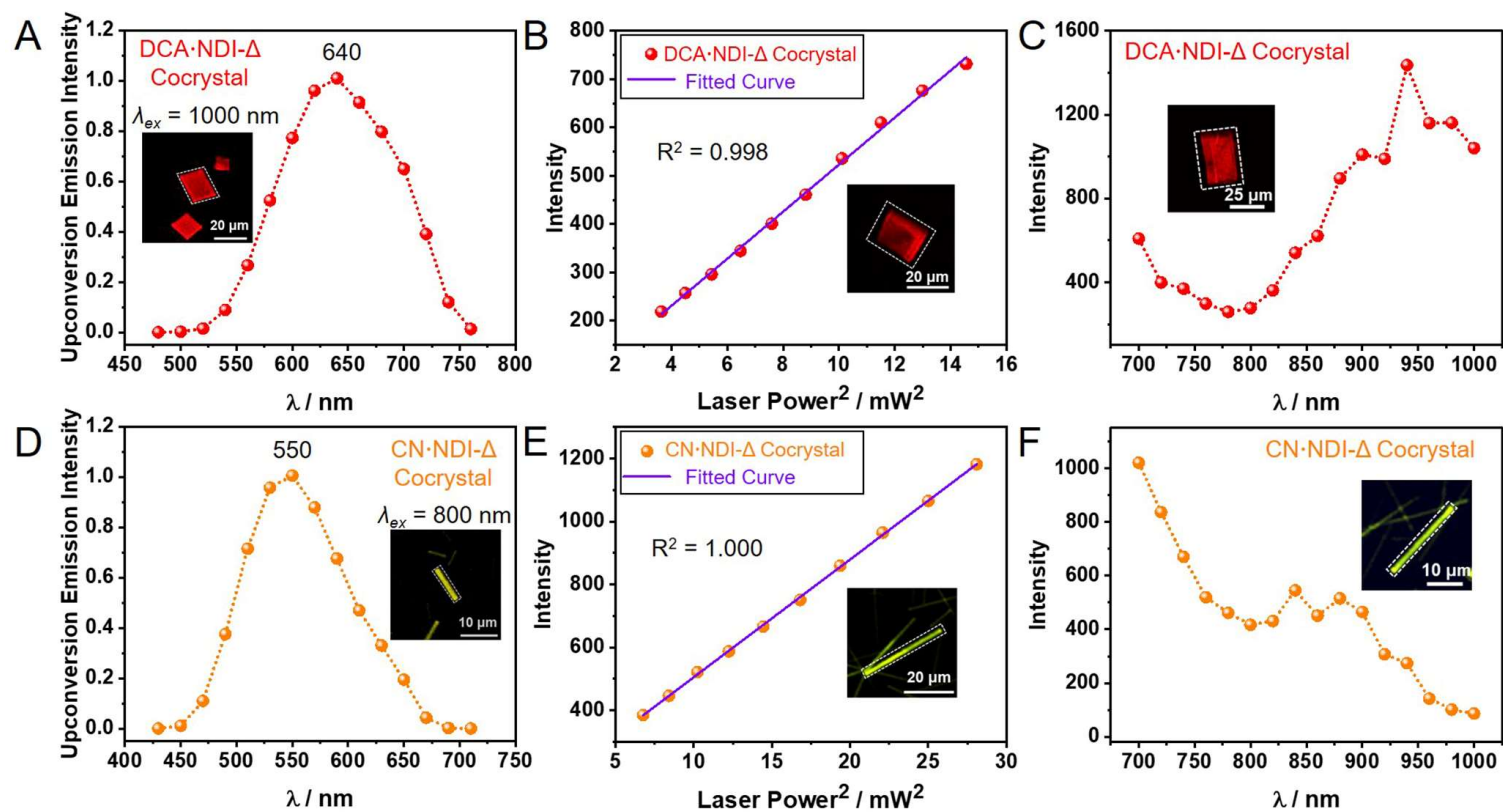 A
Upconversion Emission Intensity
1.2
1.0
0.8
0.6
0.4
0.2
0.0
DCA·NDI-Δ
Cocrystal
λex = 1000 nm
640
20 μm
450 500 550 600 650 700 750 800
λ / nm
B
Intensity
800
700
600
500
400
300
200
DCA·NDI-Δ Cocrystal
Fitted Curve
R² = 0.998
20 μm
2 4 6 8 10 12 14 16
Laser Power² / mW²
C
Intensity
1600
1200
800
400
DCA·NDI-Δ Cocrystal
25 μm
700 750 800 850 900 950 1000
λ / nm
D
Upconversion Emission Intensity
1.2
1.0
0.8
0.6
0.4
0.2
0.0
550
CN·NDI-Δ
Cocrystal
λex = 800 nm
10 μm
400 450 500 550 600 650 700 750
λ / nm
E
Intensity
1200
1000
800
600
400
CN·NDI-Δ Cocrystal
Fitted Curve
R² = 1.000
20 μm
5 10 15 20 25 30
Laser Power² / mW²
F
Intensity
1000
800
600
400
200
0
CN·NDI-Δ Cocrystal
10 μm
700 750 800 850 900 950 1000
λ / nm